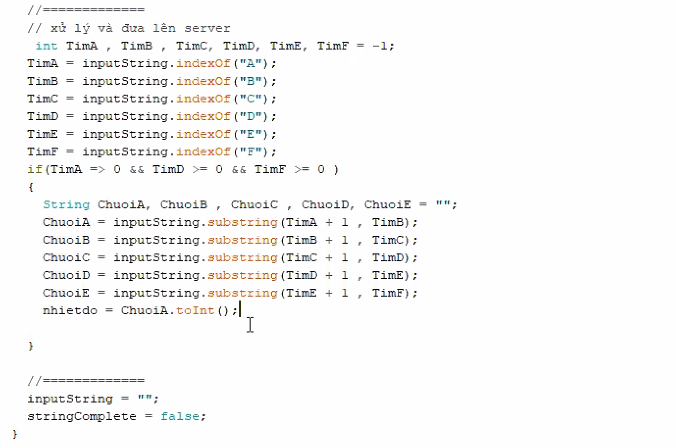 //=============
// xử lý và đưa lên server
int TimA , TimB , TimC, TimD, TimE, TimF = -1;
TimA = inputString.indexOf("A");
TimB = inputString.indexOf("B");
TimC = inputString.indexOf("C");
TimD = inputString.indexOf("D");
TimE = inputString.indexOf("E");
TimF = inputString.indexOf("F");
if(TimA => 0 && TimD >= 0 && TimF >= 0 )
{
String ChuoiA, ChuoiB , ChuoiC , ChuoiD, ChuoiE = "";
ChuoiA = inputString.substring(TimA + 1 , TimB);
ChuoiB = inputString.substring(TimB + 1 , TimC);
ChuoiC = inputString.substring(TimC + 1 , TimD);
ChuoiD = inputString.substring(TimD + 1 , TimE);
ChuoiE = inputString.substring(TimE + 1 , TimF);
nhietdo = ChuoiA.toInt();
}
//=============
inputString = "";
stringComplete = false;
}